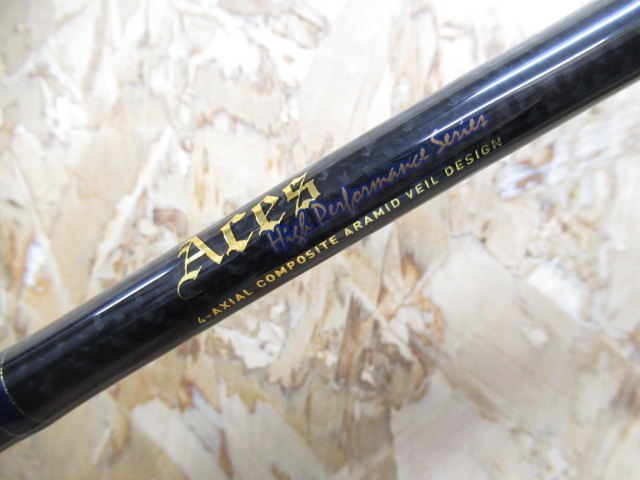 Aces
High Performance Series
4-AXIAL COMPOSITE ARAMID VEIL DESIGN